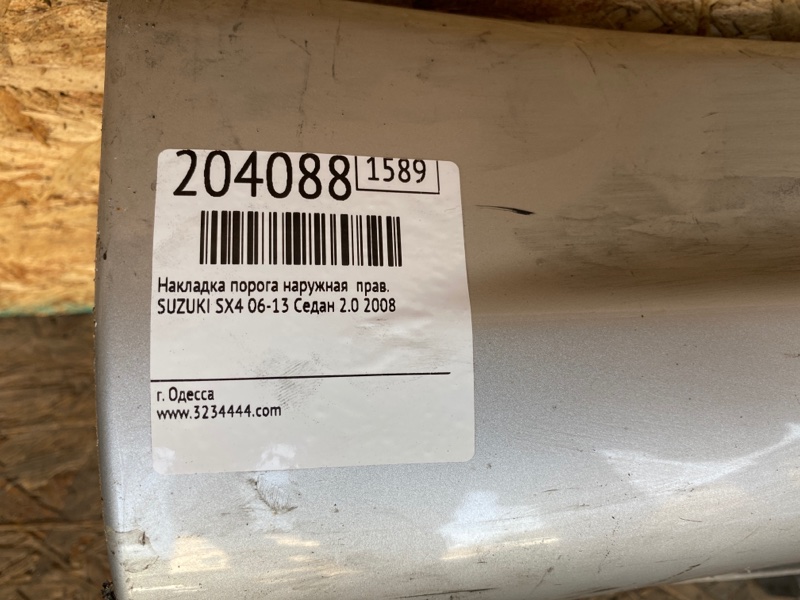 204088 1589
Накладка порога наружная прав.
SUZUKI SX4 06-13 Седан 2.0 2008
г. Одесса
www.3234444.com